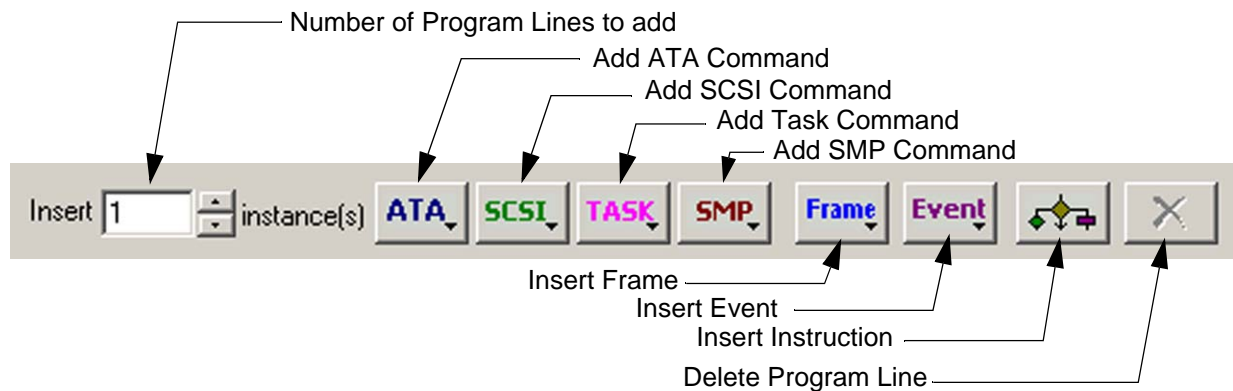 Number of Program Lines to add
Add ATA Command
Add SCSI Command
Add Task Command
Add SMP Command
Insert 1 instance(s) ATA SCSI TASK SMP Frame Event
Insert Frame
Insert Event
Insert Instruction
Delete Program Line